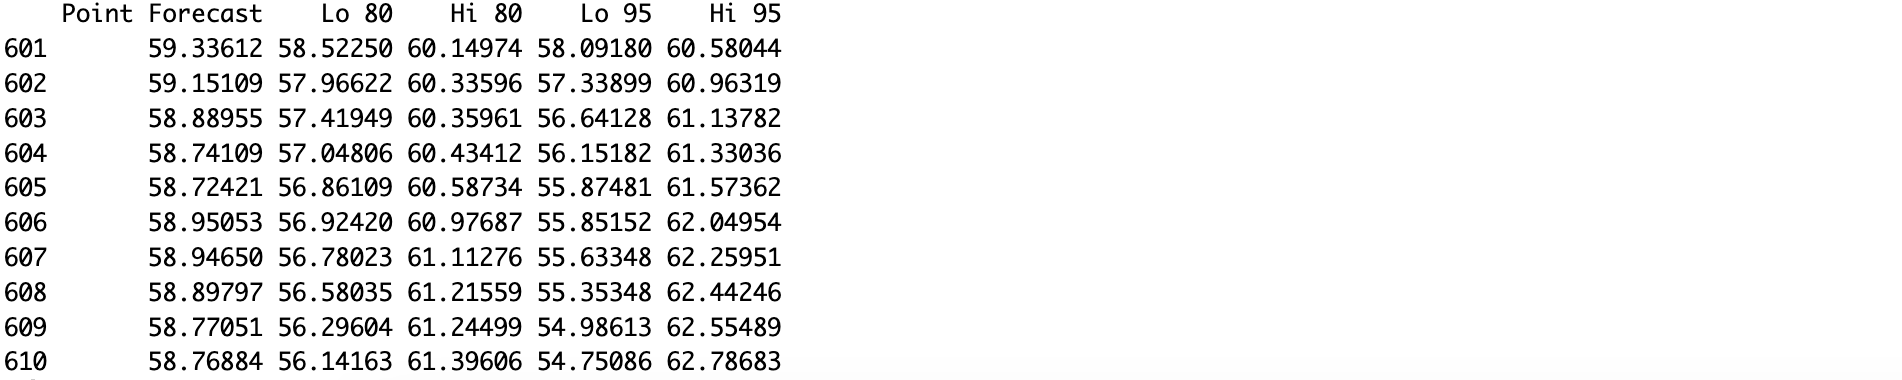 Point Forecast Lo 80 Hi 80 Lo 95 Hi 95
601 59.33612 58.52250 60.14974 58.09180 60.58044
602 59.15109 57.96622 60.33596 57.33899 60.96319
603 58.88955 57.41949 60.35961 56.64128 61.13782
604 58.74109 57.04806 60.43412 56.15182 61.33036
605 58.72421 56.86109 60.58734 55.87481 61.57362
606 58.95053 56.92420 60.97687 55.85152 62.04954
607 58.94650 56.78023 61.11276 55.63348 62.25951
608 58.89797 56.58035 61.21559 55.35348 62.44246
609 58.77051 56.29604 61.24499 54.98613 62.55489
610 58.76884 56.14163 61.39606 54.75086 62.78683